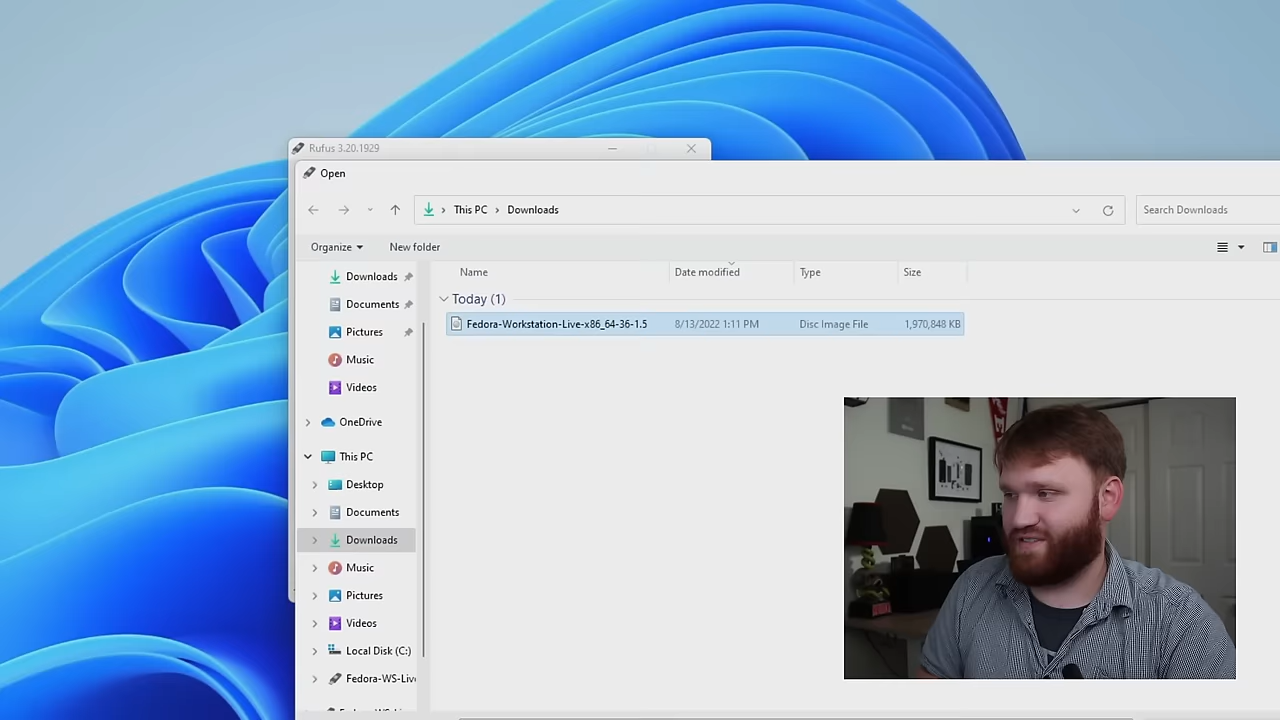 Rufus 3.20.1929
Open
This PC > Downloads
Search Downloads
Organize
New folder
Name Date modified Type Size
Today (1)
Fedora-Workstation-Live-x86_64-36-1.5 8/13/2022 1:11 PM Disc Image File 1,970,848 KB
Downloads
Documents
Pictures
Music
Videos
OneDrive
This PC
Desktop
Documents
Downloads
Music
Pictures
Videos
Local Disk (C:)
Fedora-WS-Liv